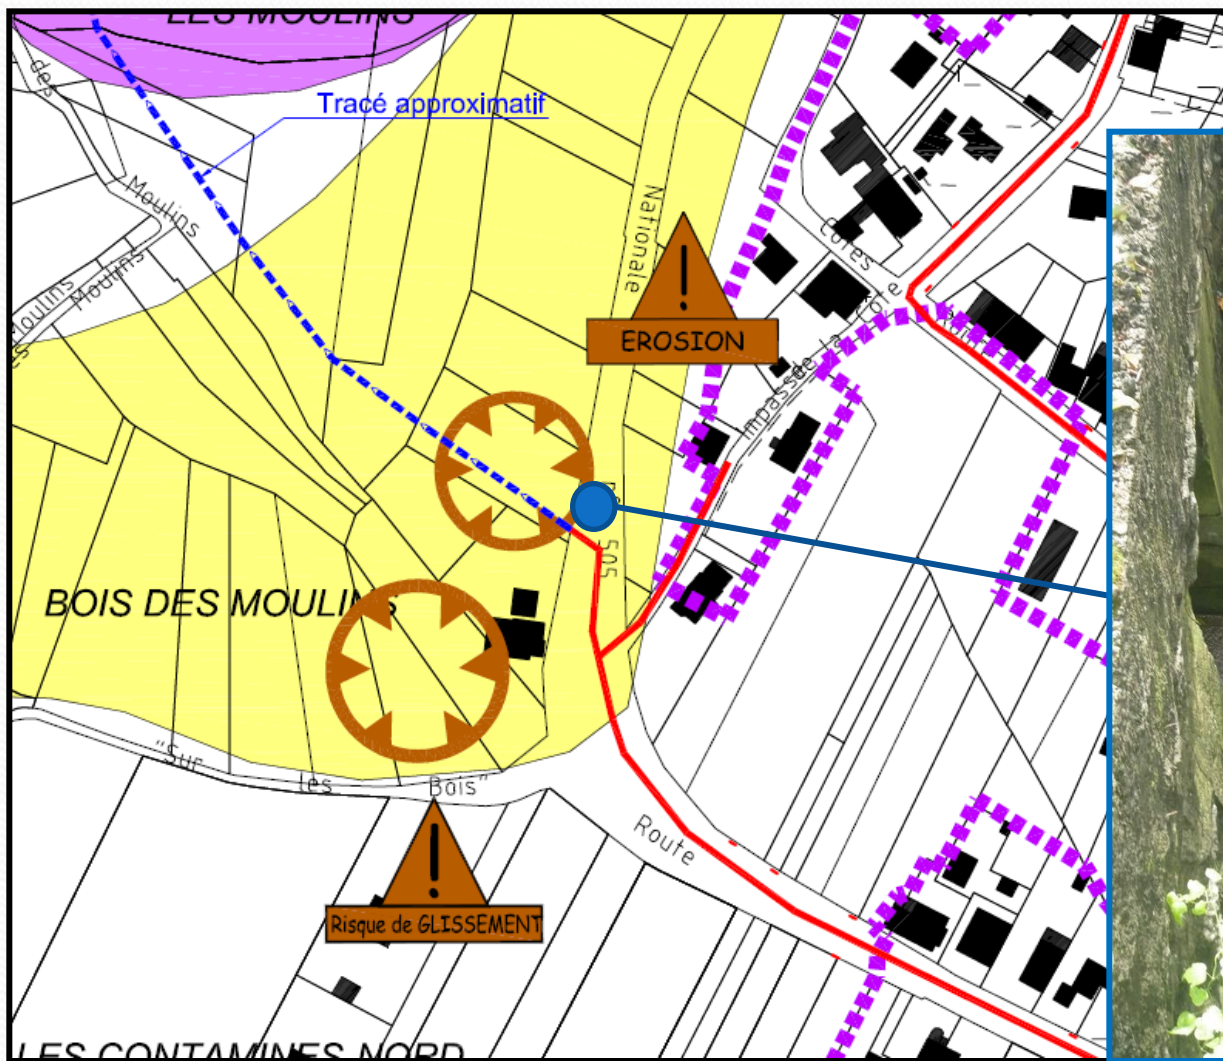 LES MOULINS
des
Tracé approximatif
Moulins
Nationale
Moulins
Moulins
EROSION
Impasse
de La
505
BOIS DES MOULINS
"Sur
les
Bois"
Route
Risque de GLISSEMENT
LES CONTAMINES NORD